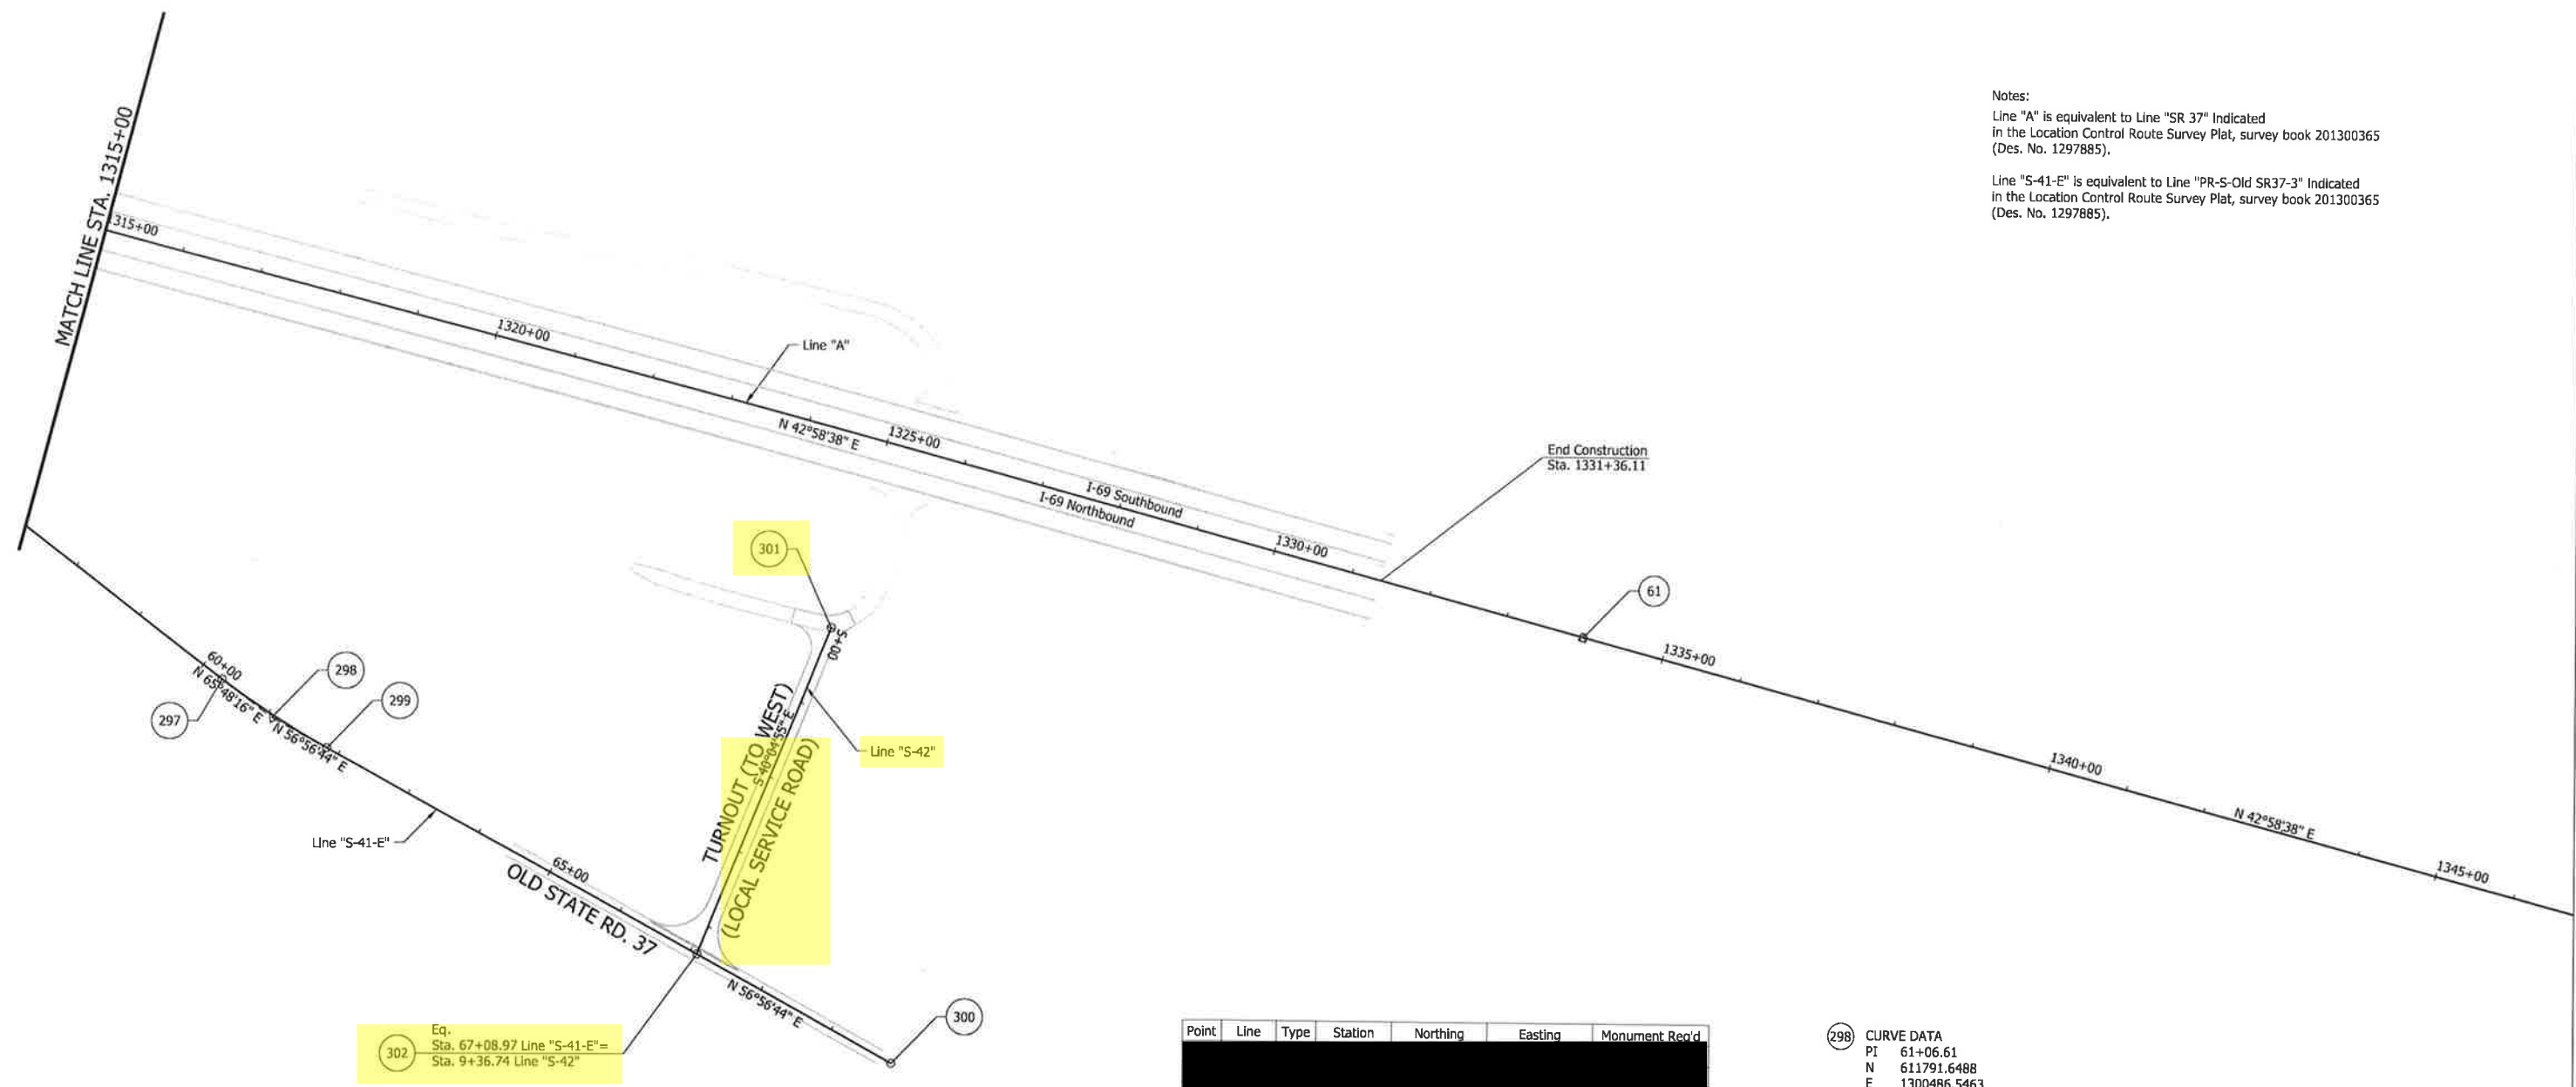 Notes:
Line "A" is equivalent to Line "SR 37" Indicated
in the Location Control Route Survey Plat, survey book 201300365
(Des. No. 1297885).
Line "S-41-E" is equivalent to Line "PR-S-Old SR37-3" Indicated
in the Location Control Route Survey Plat, survey book 201300365
(Des. No. 1297885).
MATCH LINE STA. 1315+00
1315+00
1320+00
Line "A"
N 42°58'38" E
1325+00
I-69 Southbound
I-69 Northbound
End Construction
Sta. 1331+36.11
1330+00
301
61
1335+00
5+00
60+00
298
N 65°48'16" E
299
297
N 56°56'44" E
TURNOUT (TO WEST)
S 40°04'55" E
(LOCAL SERVICE ROAD)
Line "S-42"
1340+00
N 42°58'38" E
1345+00
Line "S-41-E"
65+00
OLD STATE RD. 37
N 56°56'44" E
300
302
Eq.
Sta. 67+08.97 Line "S-41-E"=
Sta. 9+36.74 Line "S-42"
Point Line Type Station Northing Easting Monument Req'd
298 CURVE DATA
PI 61+06.61
N 611791.6488
E 1300486.5463